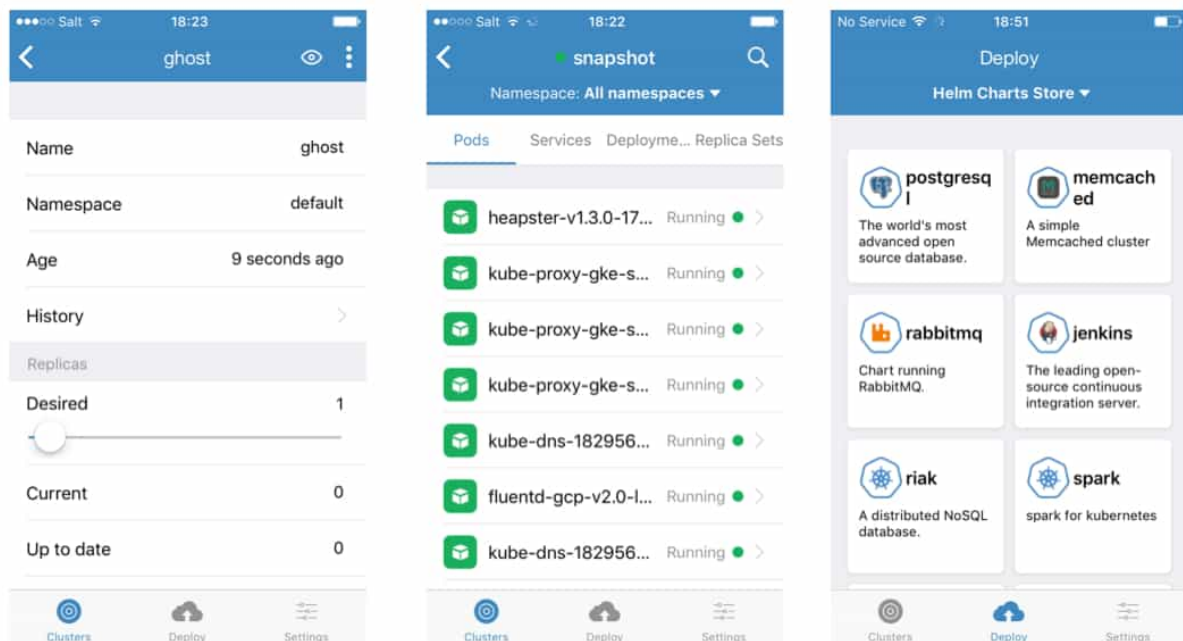 Salt 18:23
ghost
Name ghost
Namespace default
Age 9 seconds ago
History
Replicas
Desired 1
Current 0
Up to date 0
Clusters Deploy Settings
Salt 18:22
snapshot
Namespace: All namespaces
Pods Services Deployme... Replica Sets
heapster-v1.3.0-17... Running
kube-proxy-gke-s... Running
kube-proxy-gke-s... Running
kube-proxy-gke-s... Running
kube-dns-182956... Running
fluentd-gcp-v2.0-l... Running
kube-dns-182956... Running
Clusters Deploy Settings
No Service 18:51
Deploy
Helm Charts Store
postgresq
l
The world's most
advanced open
source database.
memcach
ed
A simple
Memcached cluster
rabbitmq
Chart running
RabbitMQ.
jenkins
The leading open-
source continuous
integration server.
riak
A distributed NoSQL
database.
spark
spark for kubernetes
Clusters Deploy Settings